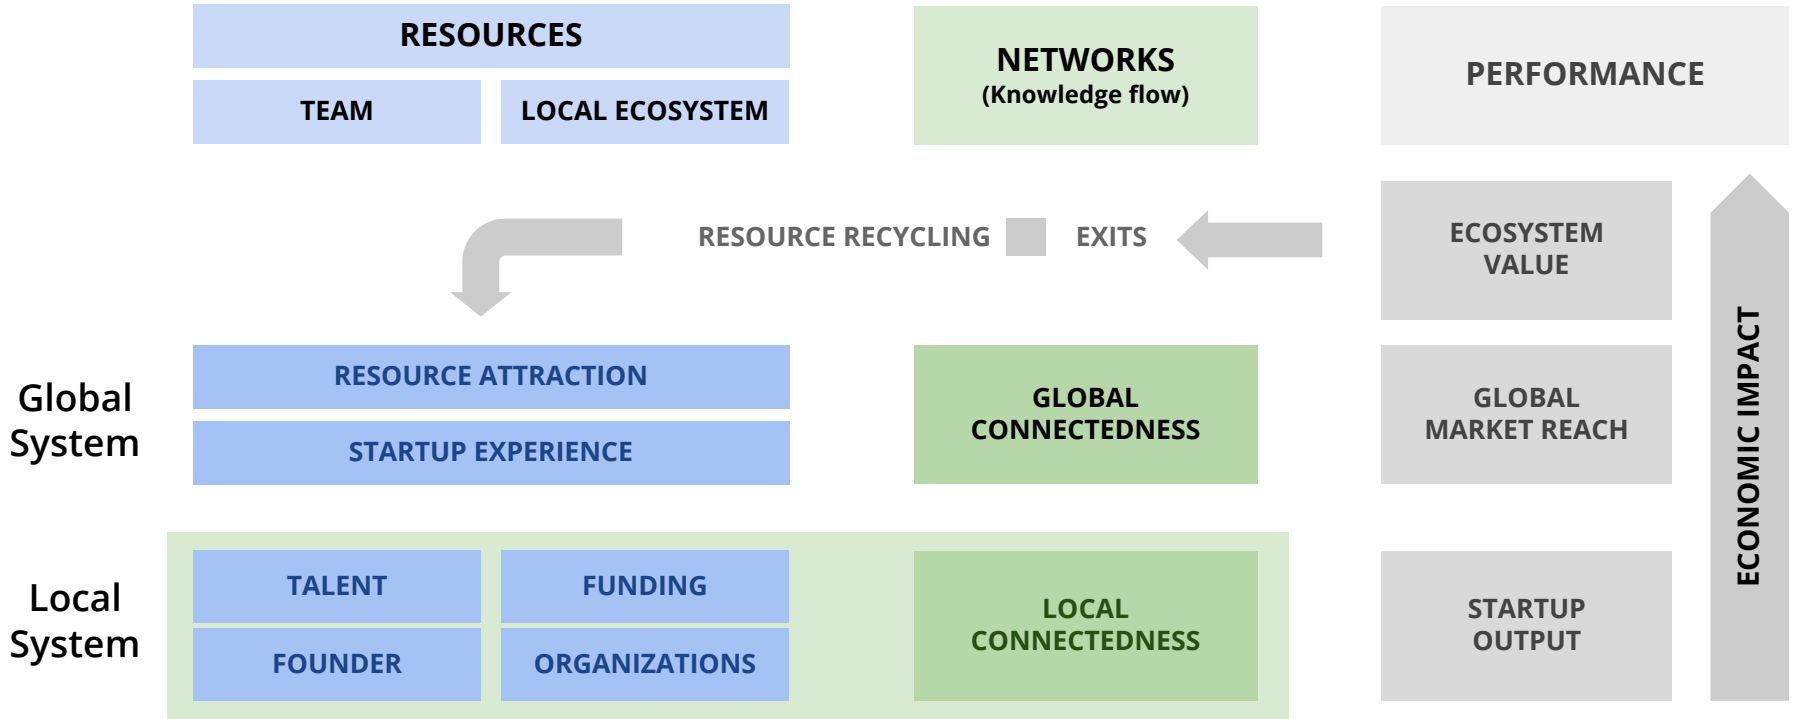 RESOURCES
TEAM
LOCAL ECOSYSTEM
NETWORKS
(Knowledge flow)
PERFORMANCE
RESOURCE RECYCLING
EXITS
ECOSYSTEM
VALUE
Global
System
RESOURCE ATTRACTION
STARTUP EXPERIENCE
GLOBAL
CONNECTEDNESS
GLOBAL
MARKET REACH
ECONOMIC IMPACT
Local
System
TALENT
FUNDING
FOUNDER
ORGANIZATIONS
LOCAL
CONNECTEDNESS
STARTUP
OUTPUT